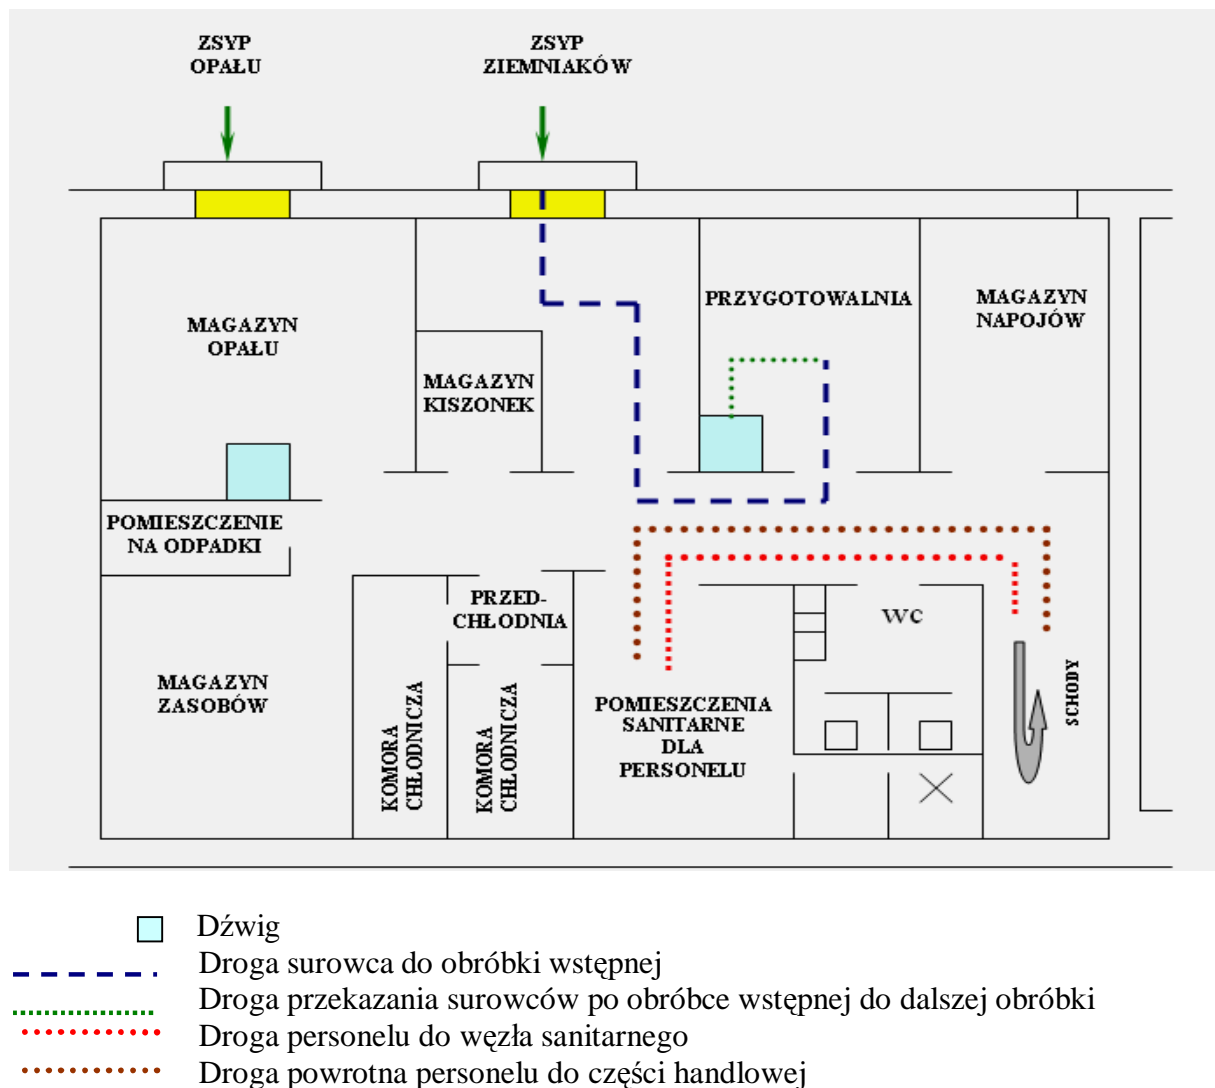 ZSYP
OPAŁU
ZSYP
ZIEMNIAKÓW
MAGAZYN
OPAŁU
MAGAZYN
KISZONEK
PRZYGOTOWALNIA
MAGAZYN
NAPOJÓW
POMIESZCZENIE
NA ODPADKI
PRZED-
CHŁODNIA
WC
MAGAZYN
ZASOBÓW
KOMORA
CHŁODNICZA
KOMORA
CHŁODNICZA
POMIESZCZENIA
SANITARNE
DLA
PERSONELU
SCHODY
Dźwig
Droga surowca do obróbki wstępnej
Droga przekazania surowców po obróbce wstępnej do dalszej obróbki
Droga personelu do węzła sanitarnego
Droga powrotna personelu do części handlowej